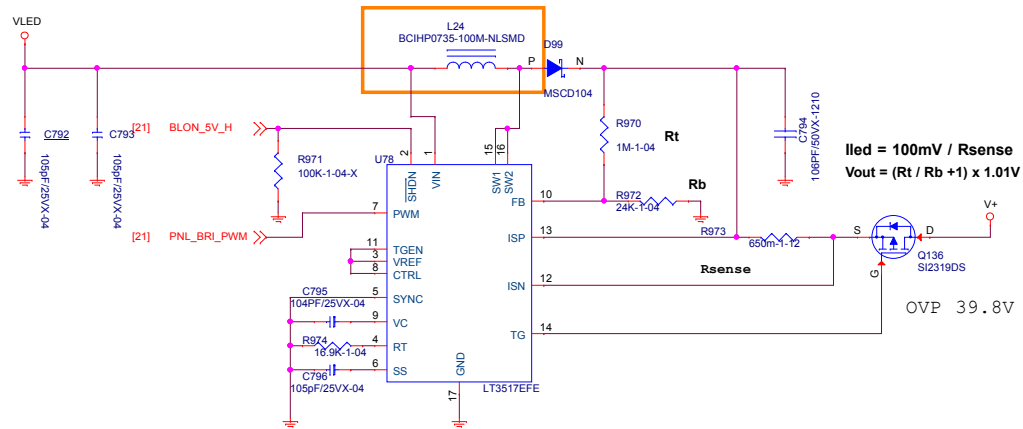 VLED
L24
BCIHP0735-100M-NLSMD
P
D99
N
MSCD104
C792
105pF/25VX-04
C793
105pF/25VX-04
[21] BLON_5V_H
R971
100K-1-04-X
U78
2
1
15
16
SHDN
VIN
SW1
SW2
R970
1M-1-04
Rt
C794
106PF/50VX-1210
Iled = 100mV / Rsense
Vout = (Rt / Rb +1) x 1.01V
7
PWM
[21] PNL_BRI_PWM
FB
10
R972
24K-1-04
Rb
11
TGEN
3
VREF
8
CTRL
ISP
13
R973
650m-1-12
Rsense
S
D
G
V+
Q136
SI2319DS
ISN
12
OVP 39.8V
5
SYNC
C795
104PF/25VX-04
9
VC
R974
16.9K-1-04
4
RT
C796
105pF/25VX-04
6
SS
TG
14
GND
17
LT3517EFE